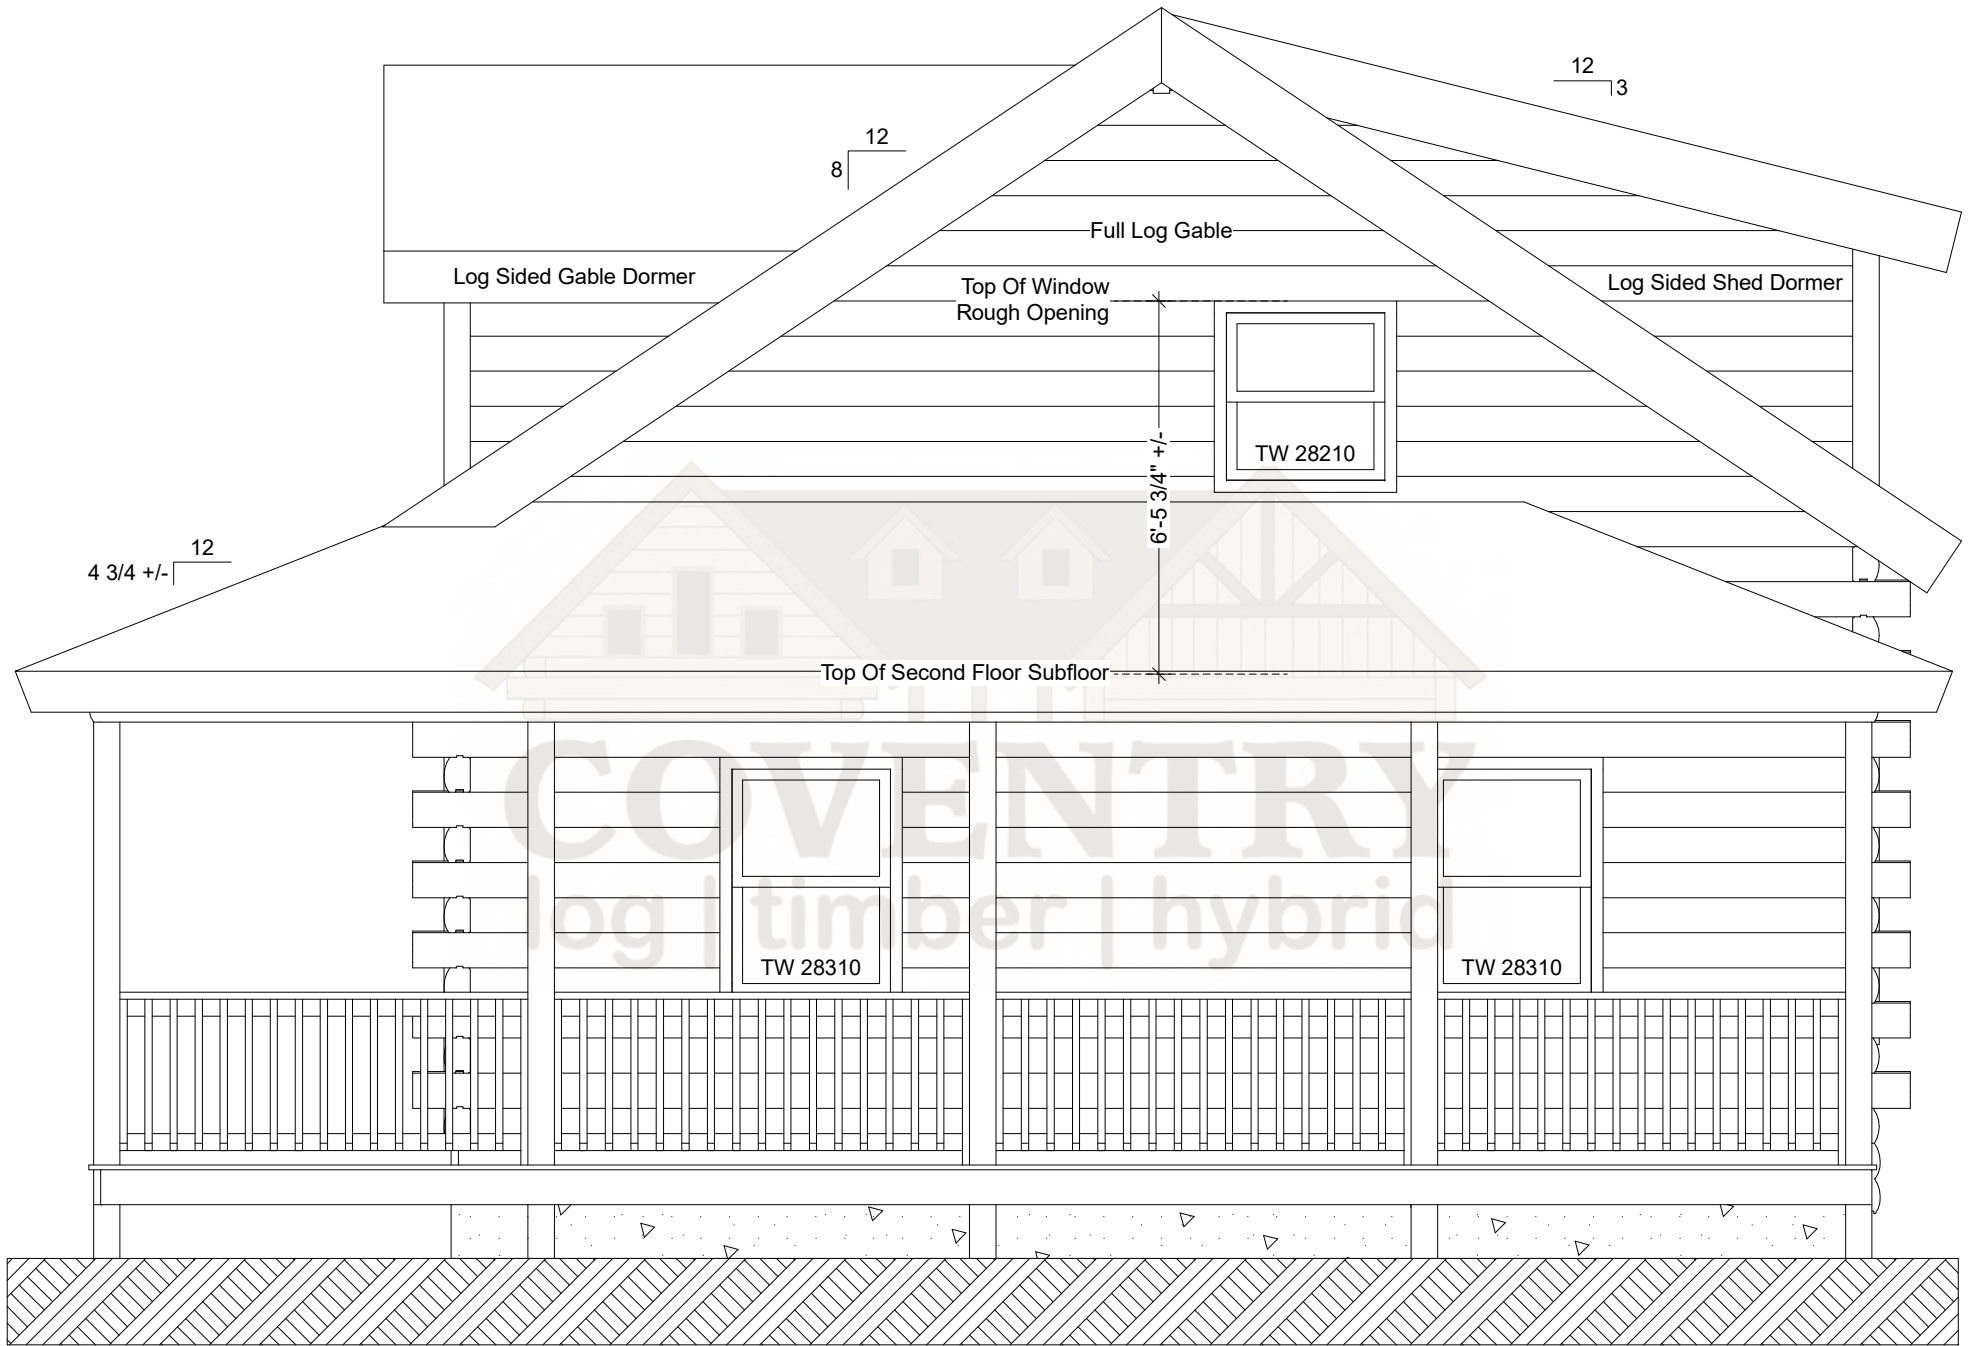 12
3
12
8
Full Log Gable
Log Sided Gable Dormer
Top Of Window
Rough Opening
Log Sided Shed Dormer
TW 28210
6'-5 3/4" +/-
12
4 3/4 +/-
Top Of Second Floor Subfloor
COVENTRY
log | timber | hybrid
TW 28310
TW 28310